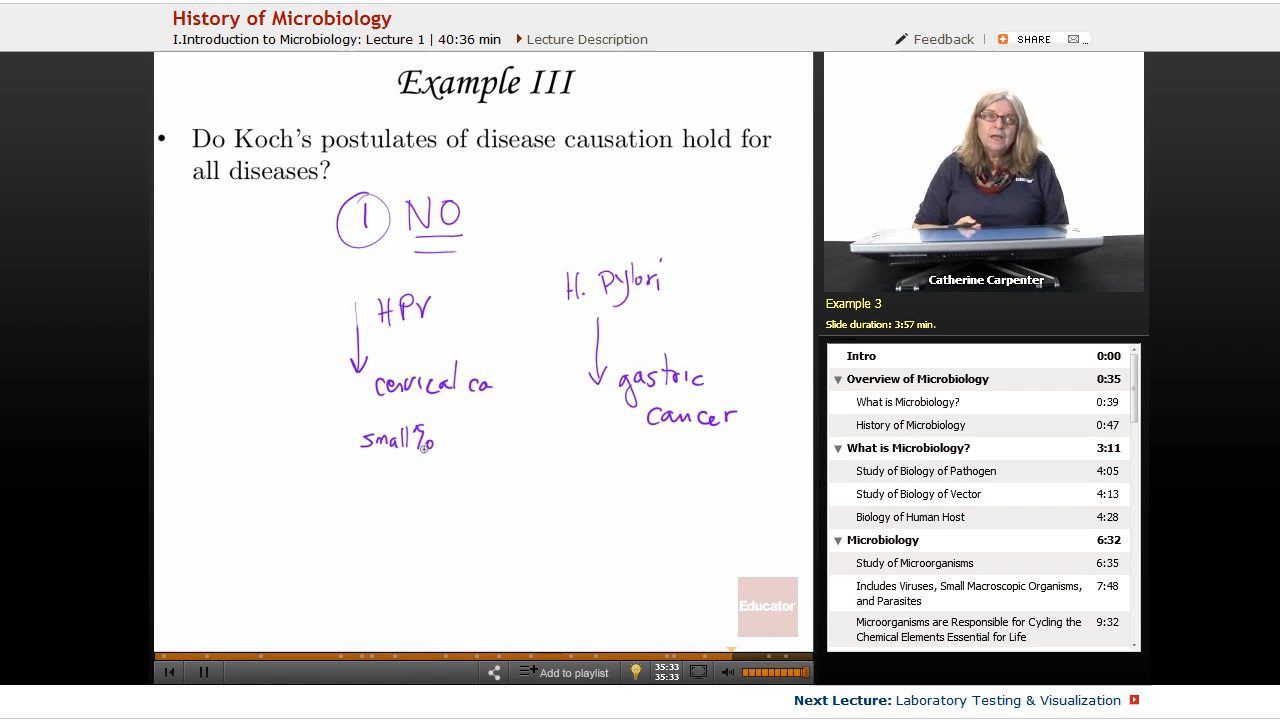 History of Microbiology
I.Introduction to Microbiology: Lecture 1 | 40:36 min
Lecture Description
Feedback
SHARE
...
Example III
• Do Koch's postulates of disease causation hold for
all diseases?
1 NO
HPV
cervical ca
small %
H. Pylori
gastric
cancer
Educator
Educator
Catherine Carpenter
Example 3
Slide duration: 3:57 min.
Intro 0:00
Overview of Microbiology 0:35
What is Microbiology? 0:39
History of Microbiology 0:47
What is Microbiology? 3:11
Study of Biology of Pathogen 4:05
Study of Biology of Vector 4:13
Biology of Human Host 4:28
Microbiology 6:32
Study of Microorganisms 6:35
Includes Viruses, Small Macroscopic Organisms, 7:48
and Parasites
Microorganisms are Responsible for Cycling the 9:32
Chemical Elements Essential for Life
Add to playlist
35:33
35:33
Next Lecture: Laboratory Testing & Visualization